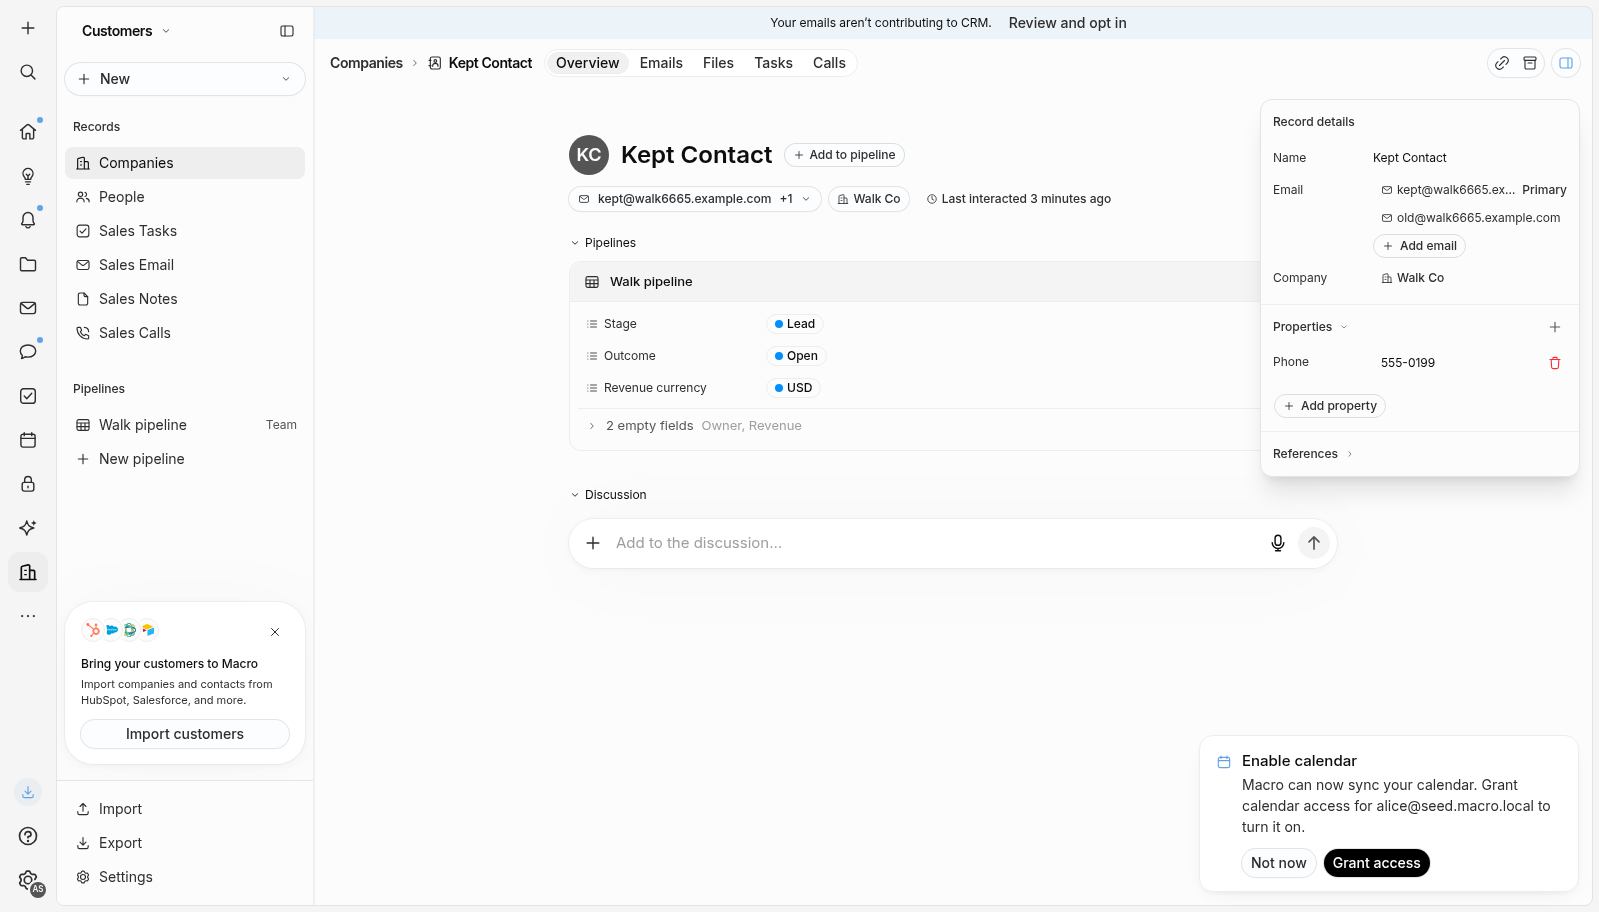 Customers
New
Records
Companies
People
Sales Tasks
Sales Email
Sales Notes
Sales Calls
Pipelines
Walk pipeline Team
New pipeline
Bring your customers to Macro
Import companies and contacts from
HubSpot, Salesforce, and more.
Import customers
Import
Export
Settings
AS
Your emails aren’t contributing to CRM. Review and opt in
Companies Kept Contact Overview Emails Files Tasks Calls
KC Kept Contact Add to pipeline
kept@walk6665.example.com +1 Walk Co Last interacted 3 minutes ago
Pipelines
Walk pipeline
Stage Lead
Outcome Open
Revenue currency USD
2 empty fields Owner, Revenue
Discussion
Add to the discussion...
Record details
Name Kept Contact
Email kept@walk6665.ex... Primary
old@walk6665.example.com
Add email
Company Walk Co
Properties
Phone 555-0199
Add property
References
Enable calendar
Macro can now sync your calendar. Grant
calendar access for alice@seed.macro.local to
turn it on.
Not now Grant access